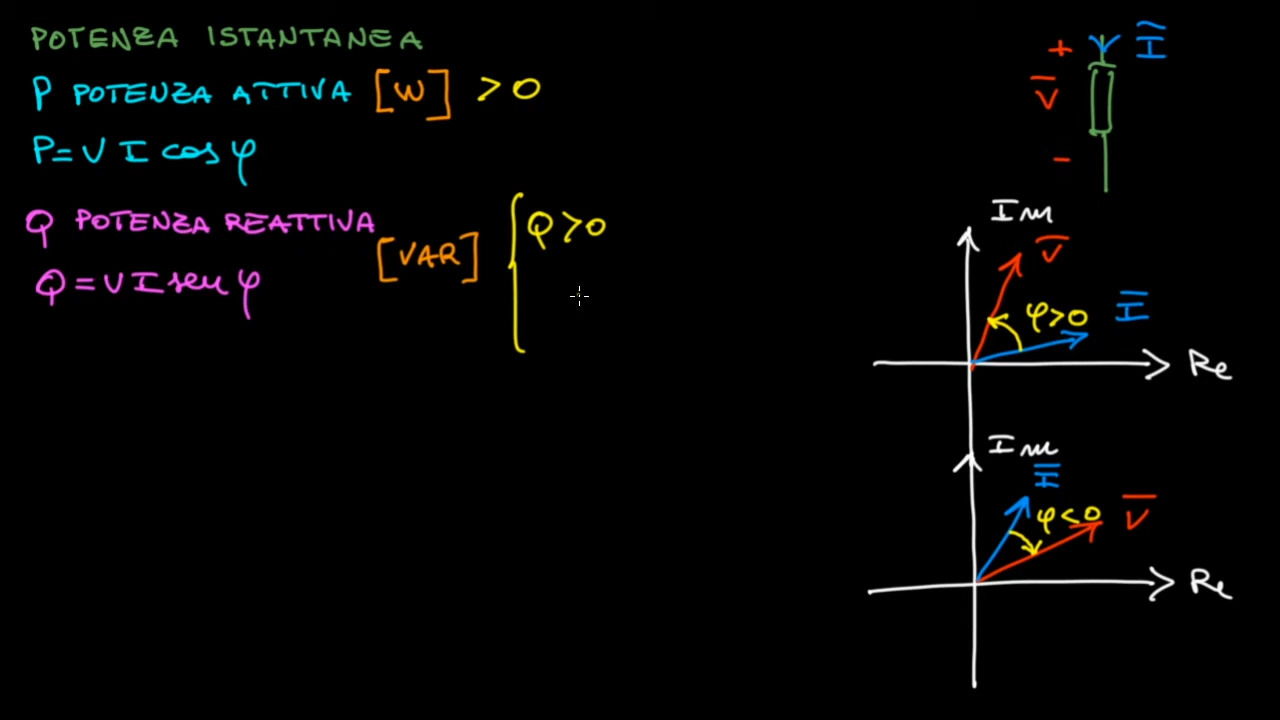 POTENZA ISTANTANEA
P POTENZA ATTIVA [W] > 0
P = V I cos φ
Q POTENZA REATTIVA [VAR] { Q > 0
Q = V I sen φ
+ Ĩ
V̅
-
Im
V̅
φ>0 I̅
Re
Im
I̅
φ<0 V̅
Re